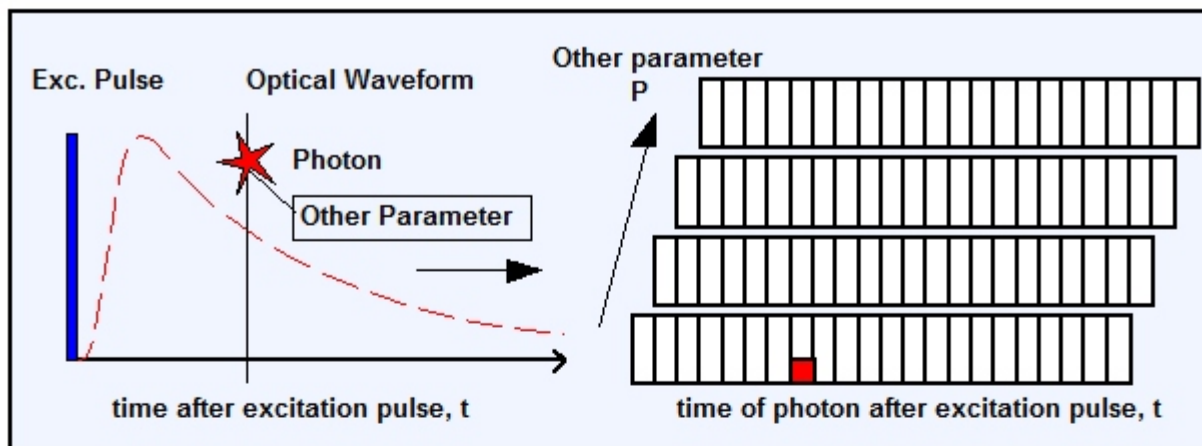 Exc. Pulse
Optical Waveform
Photon
Other Parameter
time after excitation pulse, t
Other parameter
P
time of photon after excitation pulse, t